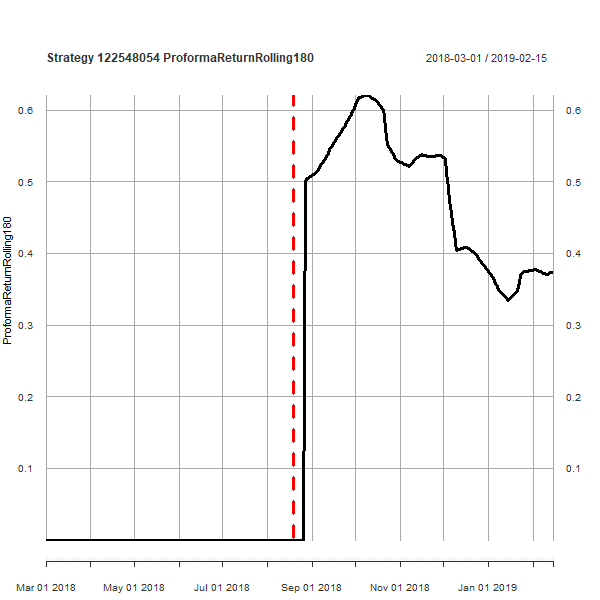 Strategy 122548054 ProformaReturnRolling180
2018-03-01 / 2019-02-15
0.6
0.6
0.5
0.5
0.4
0.4
0.3
0.3
0.2
0.2
0.1
0.1
ProformaReturnRolling180
Mar 01 2018
May 01 2018
Jul 01 2018
Sep 01 2018
Nov 01 2018
Jan 01 2019